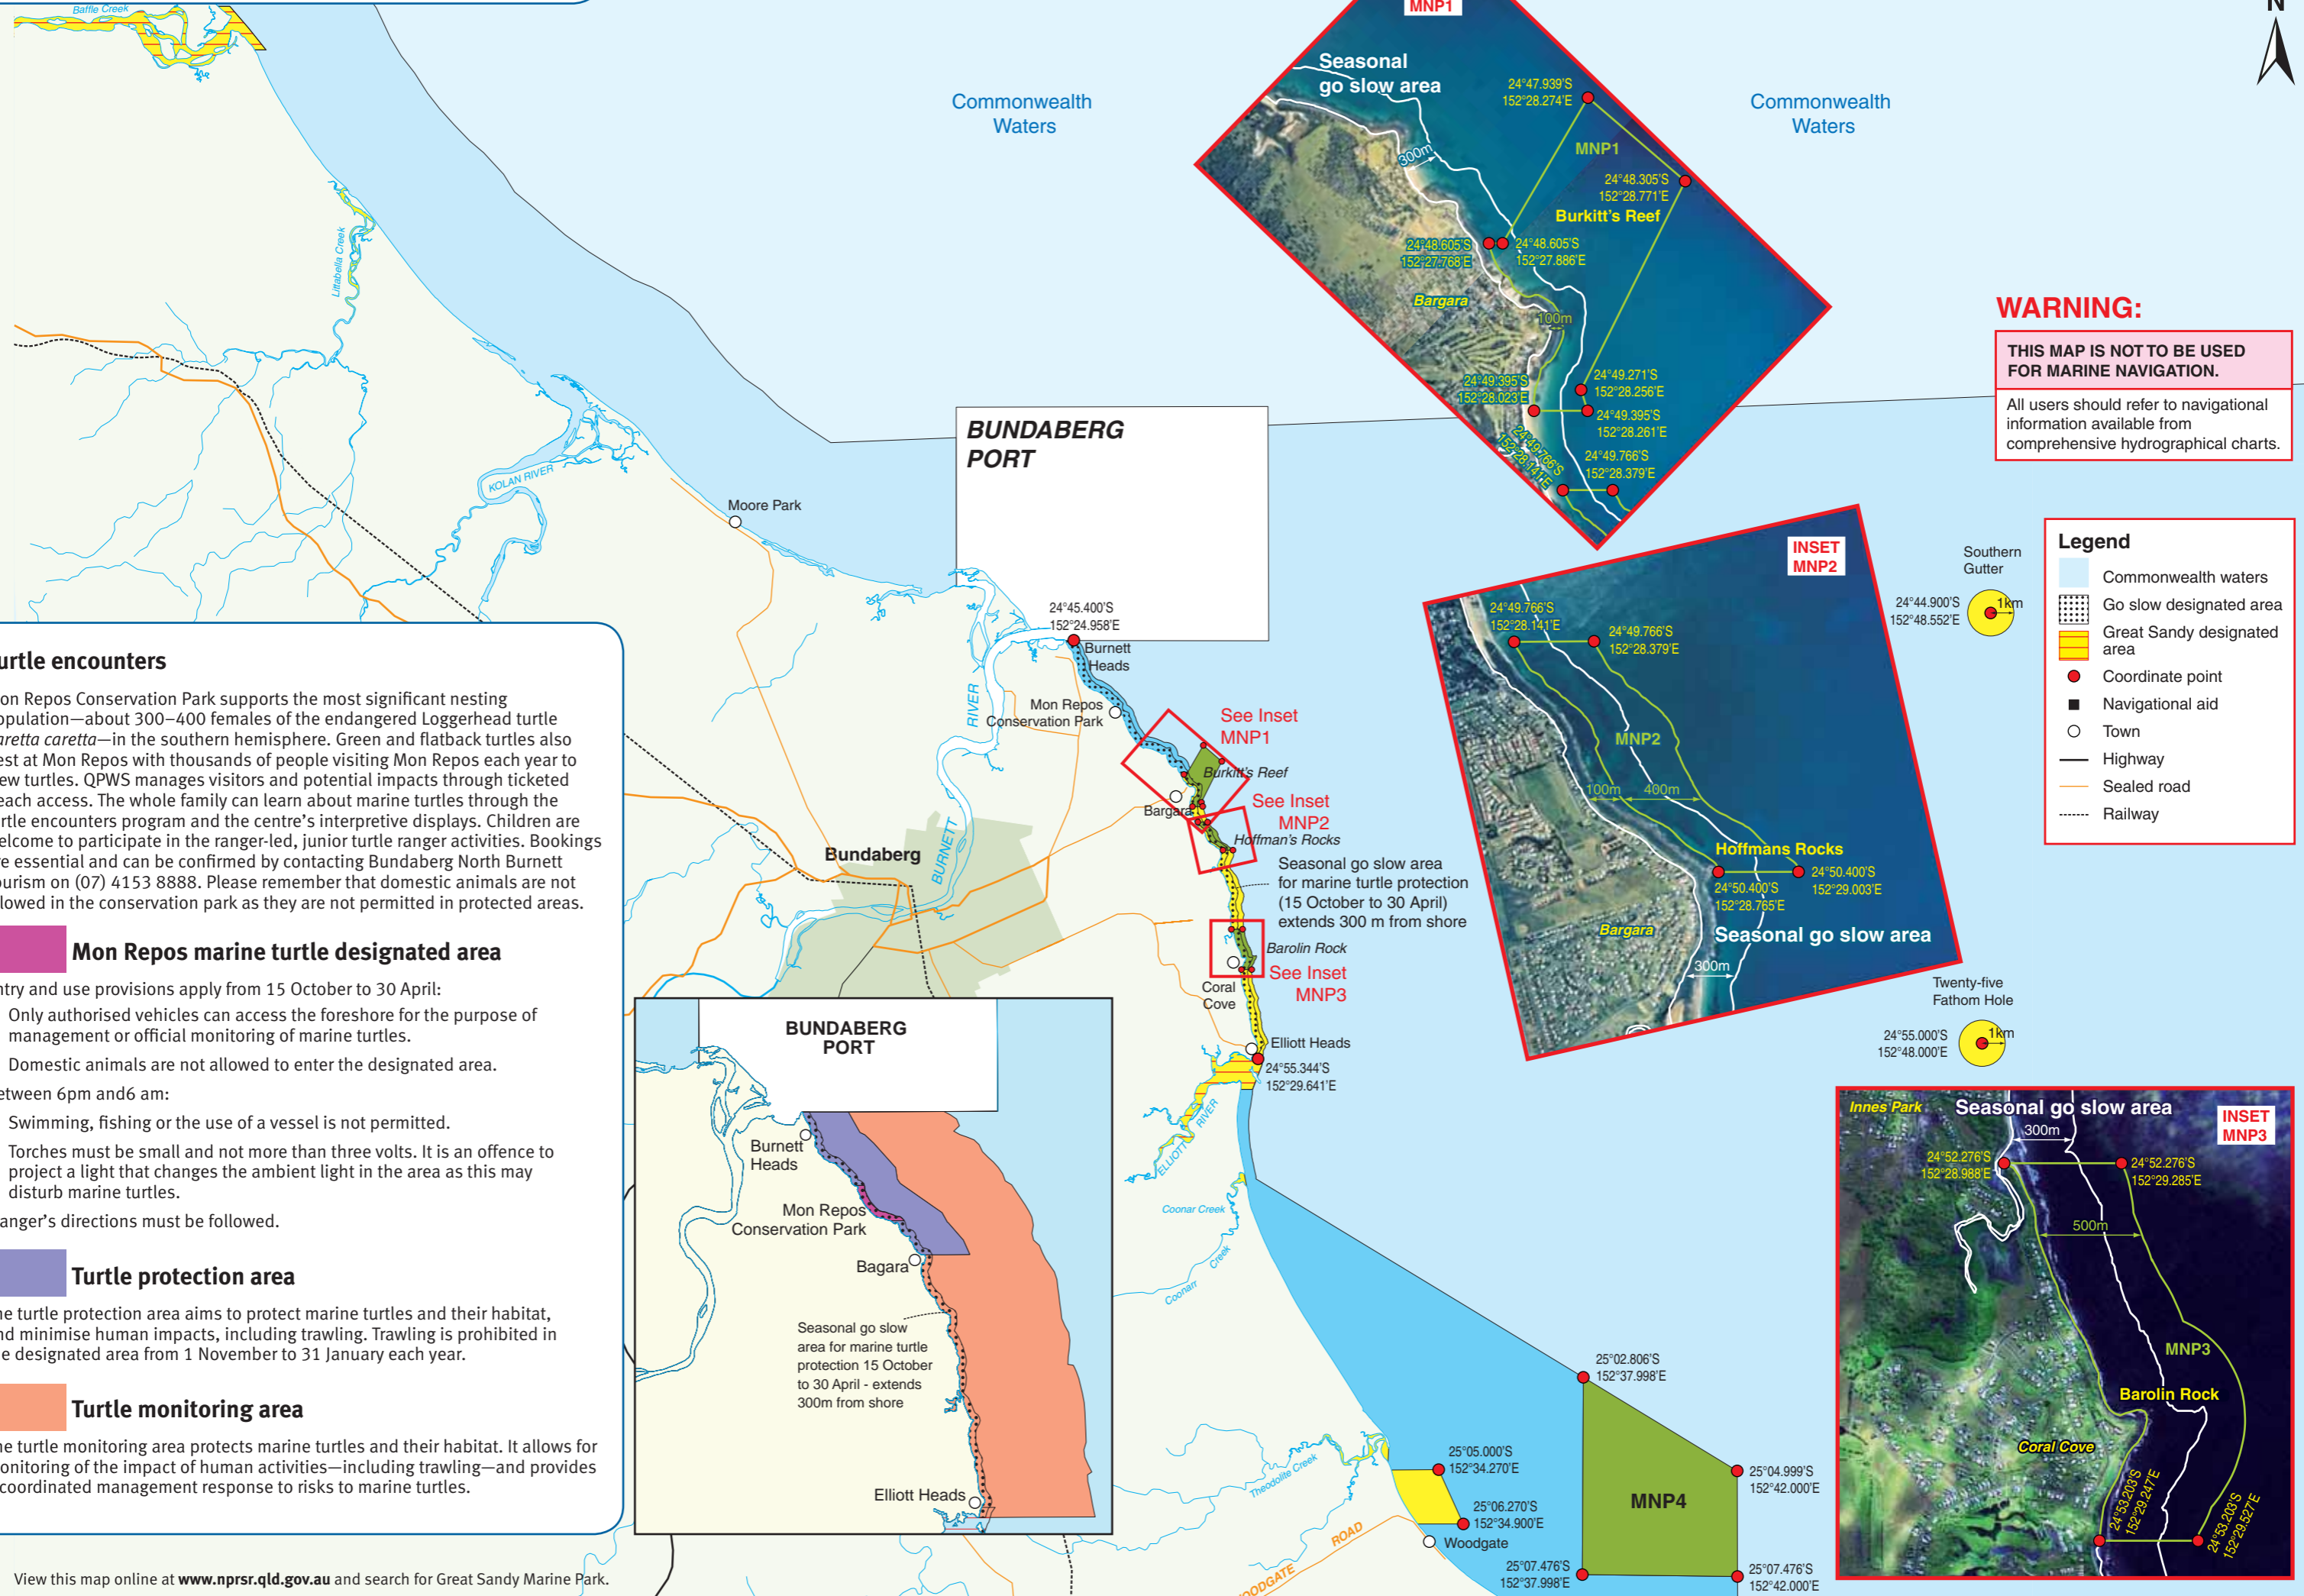 Baffle Creek
Littabella Creek
KOLAN RIVER
Moore Park
Commonwealth
Waters
Commonwealth
Waters
N
BUNDABERG
PORT
24°45.400'S
152°24.958'E
Burnett
Heads
Mon Repos
Conservation Park
RIVER
BURNETT
Bundaberg
See Inset
MNP1
Burkitt's Reef
Bargara
See Inset
MNP2
Hoffman's Rocks
Seasonal go slow area
for marine turtle protection
(15 October to 30 April)
extends 300 m from shore
Barolin Rock
See Inset
MNP3
Coral
Cove
Elliott Heads
24°55.344'S
152°29.641'E
ELLIOTT RIVER
Coonar Creek
Coonarr Creek
Theodolite Creek
25°02.806'S
152°37.998'E
25°05.000'S
152°34.270'E
25°06.270'S
152°34.900'E
Woodgate
ROAD
25°07.476'S
152°37.998'E
25°04.999'S
152°42.000'E
25°07.476'S
152°42.000'E
MNP4
MNP1
Seasonal
go slow area
300m
24°47.939'S
152°28.274'E
MNP1
24°48.305'S
152°28.771'E
Burkitt's Reef
24°48.605'S
152°27.768'E
24°48.605'S
152°27.886'E
Bargara
100m
24°49.395'S
152°28.023'E
24°49.271'S
152°28.256'E
24°49.395'S
152°28.261'E
24°49.766'S
152°28.141'E
24°49.766'S
152°28.379'E
WARNING:
THIS MAP IS NOT TO BE USED
FOR MARINE NAVIGATION.
All users should refer to navigational
information available from
comprehensive hydrographical charts.
INSET
MNP2
24°49.766'S
152°28.141'E
24°49.766'S
152°28.379'E
MNP2
100m
400m
Hoffmans Rocks
24°50.400'S
152°28.765'E
24°50.400'S
152°29.003'E
Bargara
Seasonal go slow area
300m
Southern
Gutter
24°44.900'S
152°48.552'E
1km
Legend
Commonwealth waters
Go slow designated area
Great Sandy designated
area
Coordinate point
Navigational aid
Town
Highway
Sealed road
Railway
Twenty-five
Fathom Hole
24°55.000'S
152°48.000'E
1km
Innes Park
Seasonal go slow area
INSET
MNP3
300m
24°52.276'S
152°28.988'E
24°52.276'S
152°29.285'E
500m
MNP3
Barolin Rock
Coral Cove
24°53.203'S
152°29.247'E
24°53.203'S
152°29.527'E
urtle encounters
on Repos Conservation Park supports the most significant nesting
opulation—about 300–400 females of the endangered Loggerhead turtle
aretta caretta—in the southern hemisphere. Green and flatback turtles also
est at Mon Repos with thousands of people visiting Mon Repos each year to
ew turtles. QPWS manages visitors and potential impacts through ticketed
each access. The whole family can learn about marine turtles through the
rtle encounters program and the centre's interpretive displays. Children are
elcome to participate in the ranger-led, junior turtle ranger activities. Bookings
re essential and can be confirmed by contacting Bundaberg North Burnett
ourism on (07) 4153 8888. Please remember that domestic animals are not
llowed in the conservation park as they are not permitted in protected areas.
Mon Repos marine turtle designated area
ntry and use provisions apply from 15 October to 30 April:
Only authorised vehicles can access the foreshore for the purpose of
management or official monitoring of marine turtles.
Domestic animals are not allowed to enter the designated area.
etween 6pm and6 am:
Swimming, fishing or the use of a vessel is not permitted.
Torches must be small and not more than three volts. It is an offence to
project a light that changes the ambient light in the area as this may
disturb marine turtles.
anger's directions must be followed.
Turtle protection area
he turtle protection area aims to protect marine turtles and their habitat,
nd minimise human impacts, including trawling. Trawling is prohibited in
e designated area from 1 November to 31 January each year.
Turtle monitoring area
he turtle monitoring area protects marine turtles and their habitat. It allows for
onitoring of the impact of human activities—including trawling—and provides
coordinated management response to risks to marine turtles.
BUNDABERG
PORT
Burnett
Heads
Mon Repos
Conservation Park
Bagara
Seasonal go slow
area for marine turtle
protection 15 October
to 30 April - extends
300m from shore
Elliott Heads
View this map online at www.nprsr.qld.gov.au and search for Great Sandy Marine Park.